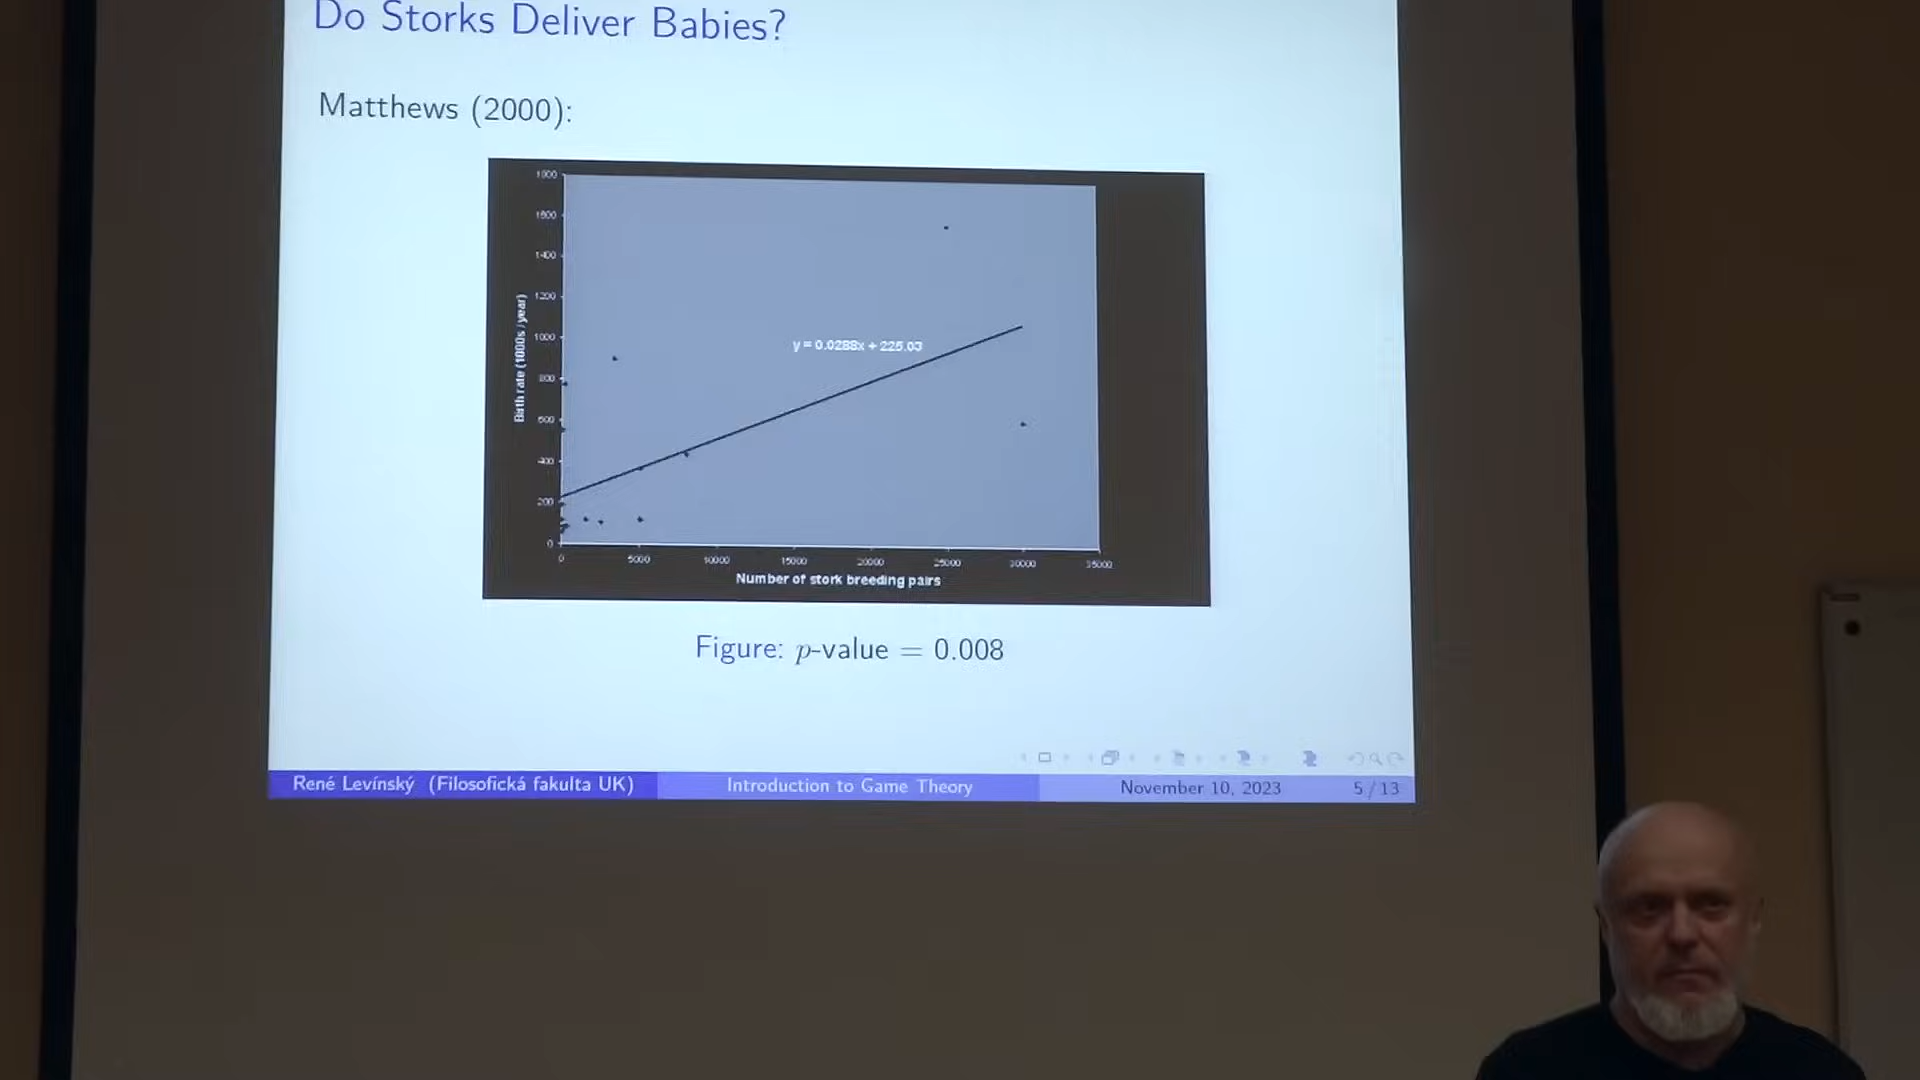 Do Storks Deliver Babies?
Matthews (2000):
1800
1600
1400
1200
1000
800
600
400
200
0
Birth rate (1000s / year)
y = 0.0288x + 225.03
0 5000 10000 15000 20000 25000 30000 35000
Number of stork breeding pairs
Figure: p-value = 0.008
René Levínský (Filosofická fakulta UK) Introduction to Game Theory November 10, 2023 5 / 13